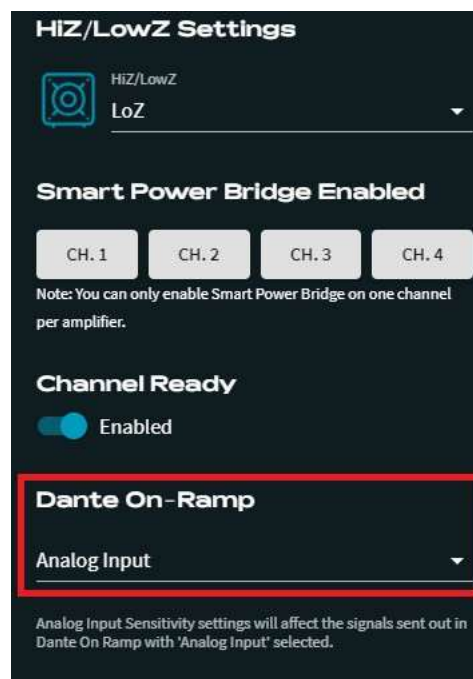 HiZ/LowZ Settings
HiZ/LowZ
LoZ
Smart Power Bridge Enabled
CH. 1 CH. 2 CH. 3 CH. 4
Note: You can only enable Smart Power Bridge on one channel
per amplifier.
Channel Ready
Enabled
Dante On-Ramp
Analog Input
Analog Input Sensitivity settings will affect the signals sent out in
Dante On Ramp with 'Analog Input' selected.